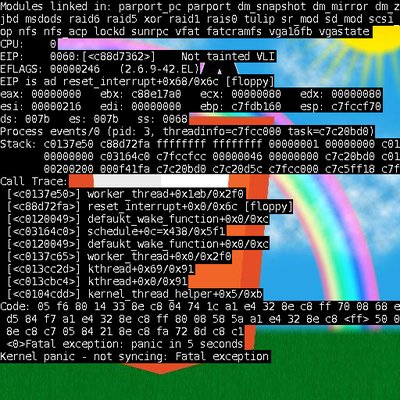 Modules linked in: parport_pc parport dm_snapshot dm_mirror dm_z
jbd msdods raid6 raid5 xor raid1 rais0 tulip sr_mod sd_mod scsi
op nfs nfs acp lockd sunrpc vfat fatcramfs vga16fb vgastate
CPU: 0
EIP: 0060:[<c88d7362>] Not tainted VLI
EFLAGS: 00000246 (2.6.9-42.EL)
EIP is ad reset_interrupt+0x68/0x6c [floppy]
eax: 00000000 ebx: c88e17a0 ecx: 00000080 edx: 00000080
esi: 00000216 edi: 00000000 ebp: c7fdb160 esp: c7fccf70
ds: 007b es: 007b ss: 0068
Process events/0 (pid: 3, threadinfo=c7fcc000 task=c7c20bd0)
Stack: c0137e50 c88d72fa ffffffff ffffffff 00000001 00000000 c01
00000000 c03164c0 c7fccfcc 00000046 00000000 c7c20bd0 c01
00200200 000f41fa c7c20bd0 c7c20d5c c7fcc000 c7c5ff18 c7f
Call Trace:
[<c0137e50>] worker_thread+0x1eb/0x2f0
[<c88d72fa>] reset_interrupt+0x0/0x6c [floppy]
[<c0120049>] defaukt_wake_function+0x0/0xc
[<c03164c0>] schedule+0c=x438/0x5f1
[<c0120049>] defaukt_wake_function+0x0/0xc
[<c0137c65>] worker_thread+0x0/0x2f0
[<c013cc2d>] kthread+0x69/0x91
[<c013cbc4>] kthread+0x0/0x91
[<c0104cdd>] kernel_thread_helper+0x5/0xb
Code: 05 f6 80 14 33 8e c8 04 74 1c a1 e4 32 8e c8 ff 70 08 68 e
d5 84 f7 a1 e4 32 8e c8 ff 80 08 58 5a a1 e4 32 8e c8 <ff> 50 0
8e c8 c7 05 84 21 8e c8 fa 72 8d c8 c1
<0>Fatal exception: panic in 5 seconds
Kernel panic - not syncing: Fatal exception